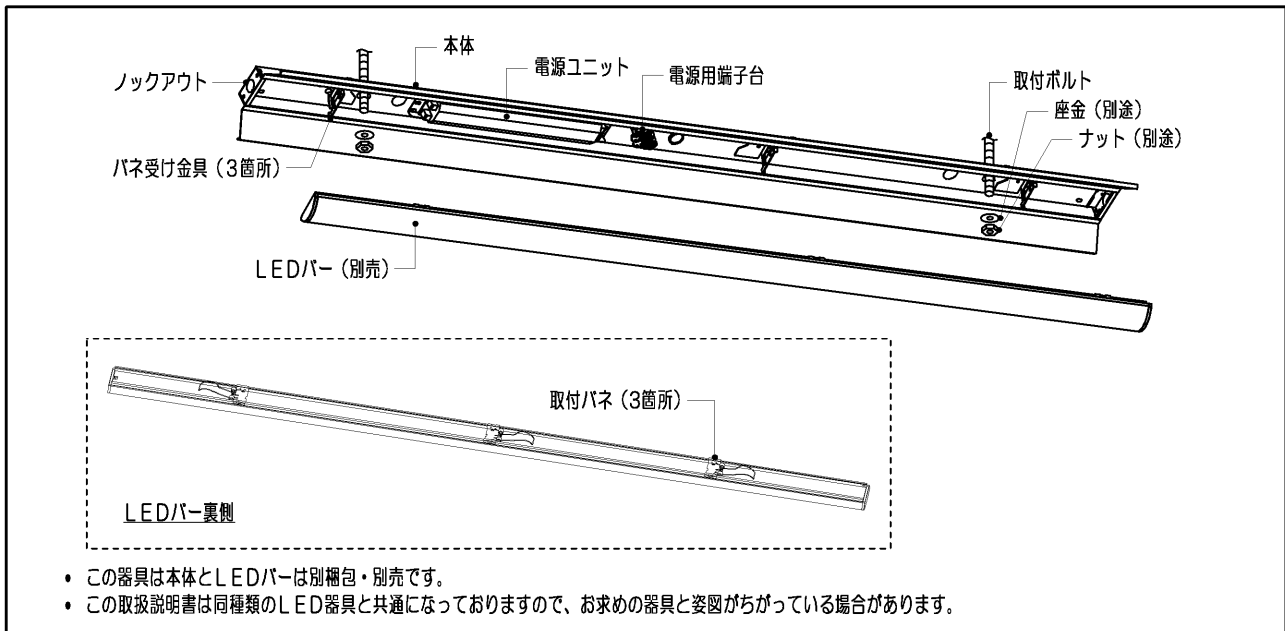 本体
電源ユニット
電源用端子台
取付ボルト
ノックアウト
座金（別途）
ナット（別途）
バネ受け金具（3箇所）
LEDバー（別売）
取付バネ（3箇所）
LEDバー裏側
• この器具は本体とLEDバーは別梱包・別売です。
• この取扱説明書は同種類のLED器具と共通になっておりますので、お求めの器具と姿図がちがっている場合があります。